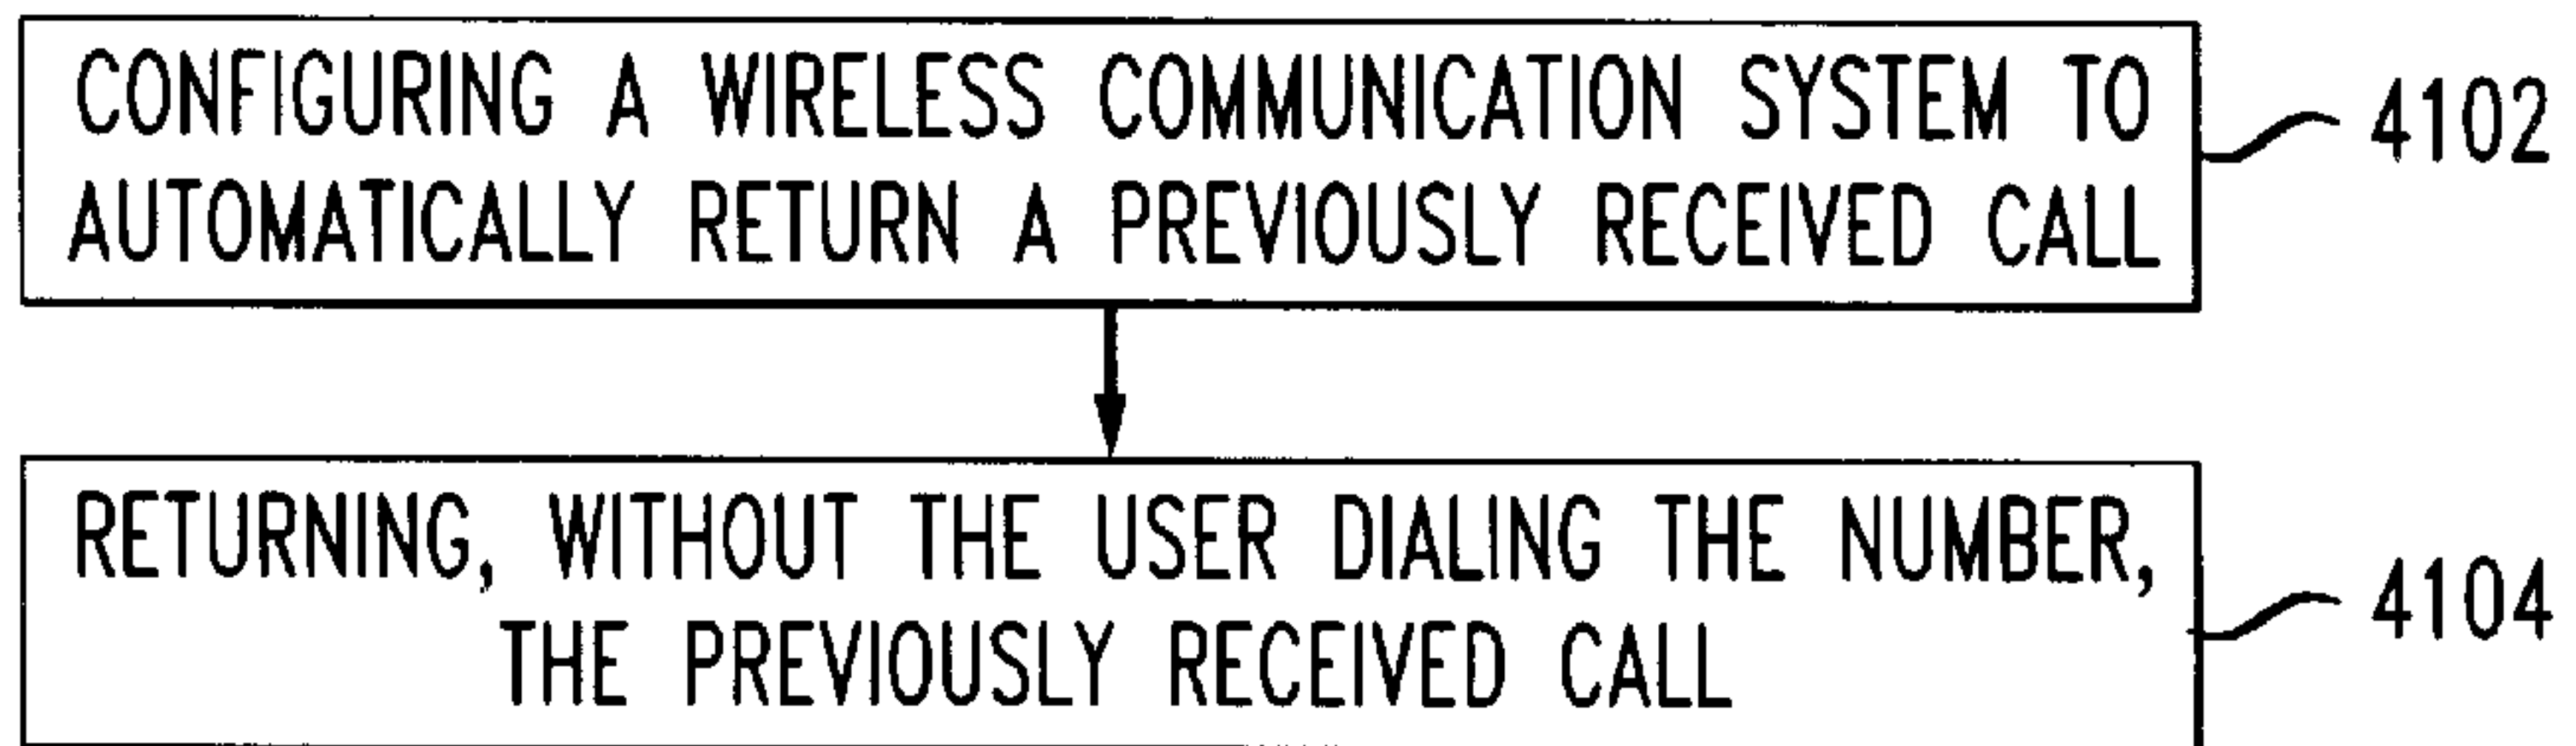 CONFIGURING A WIRELESS COMMUNICATION SYSTEM TO
AUTOMATICALLY RETURN A PREVIOUSLY RECEIVED CALL
4102
RETURNING, WITHOUT THE USER DIALING THE NUMBER,
THE PREVIOUSLY RECEIVED CALL
4104